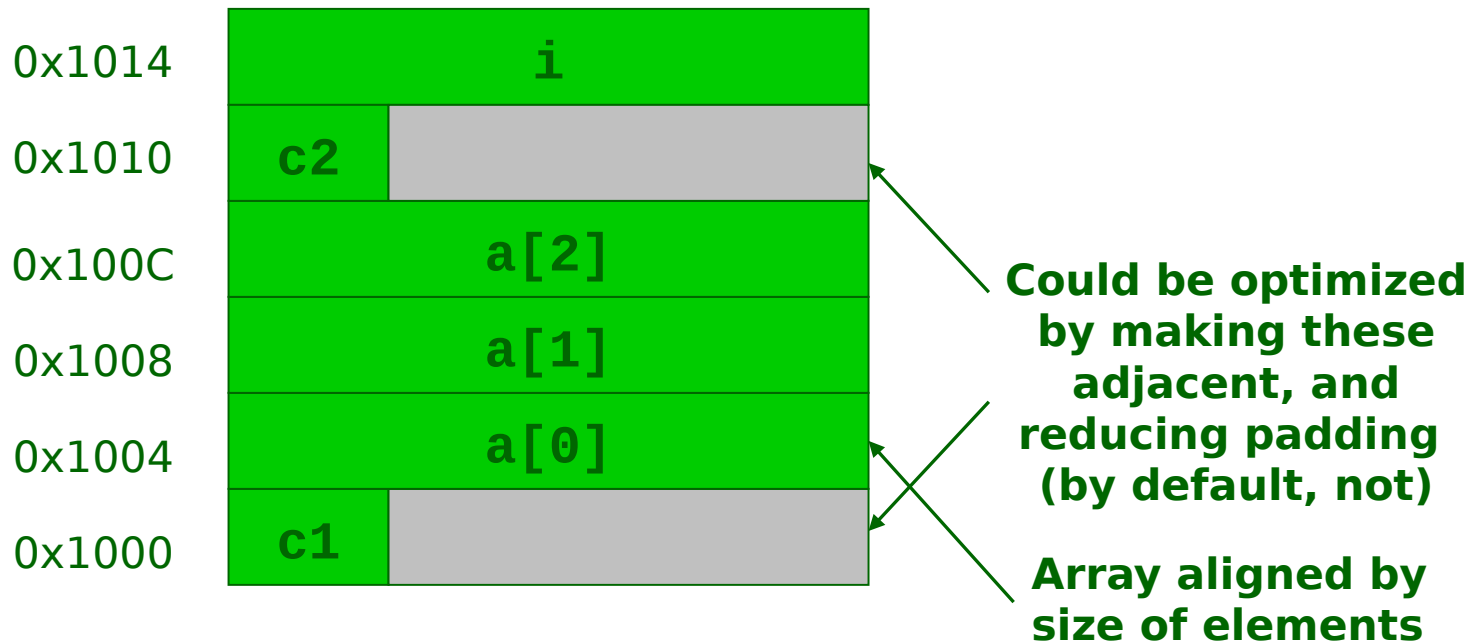 0x1014
i
0x1010
c2
0x100C
a[2]
0x1008
a[1]
0x1004
a[0]
0x1000
c1
Could be optimized
by making these
adjacent, and
reducing padding
(by default, not)
Array aligned by
size of elements